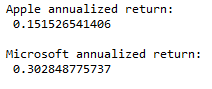 Apple annualized return:
0.151526541406
Microsoft annualized return:
0.302848775737